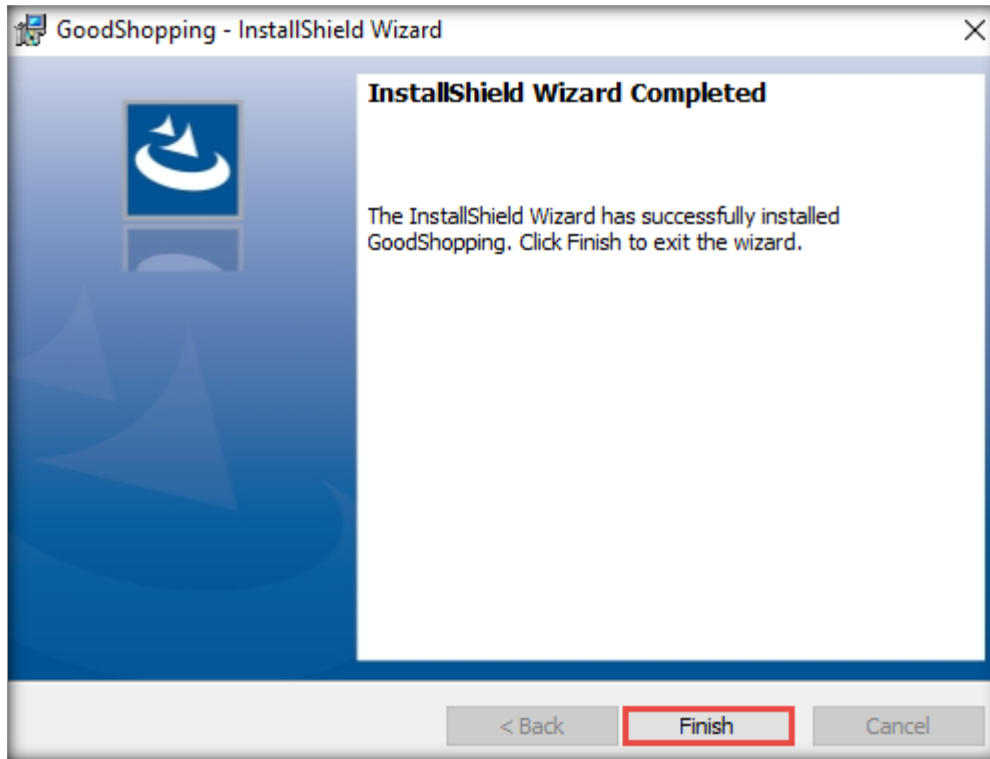 GoodShopping - InstallShield Wizard
InstallShield Wizard Completed
The InstallShield Wizard has successfully installed
GoodShopping. Click Finish to exit the wizard.
< Back Finish Cancel